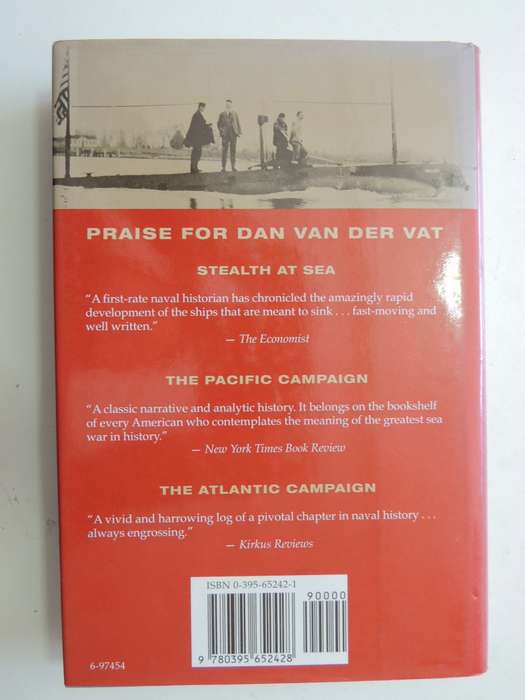 PRAISE FOR DAN VAN DER VAT
STEALTH AT SEA
“A first-rate naval historian has chronicled the amazingly rapid
development of the ships that are meant to sink . . . fast-moving and
well written.”
— The Economist
THE PACIFIC CAMPAIGN
“A classic narrative and analytic history. It belongs on the bookshelf
of every American who contemplates the meaning of the greatest sea
war in history.”
— New York Times Book Review
THE ATLANTIC CAMPAIGN
“A vivid and harrowing log of a pivotal chapter in naval history . . .
always engrossing.”
— Kirkus Reviews
ISBN 0-395-65242-1
90000
9 780395 652428
6-97454